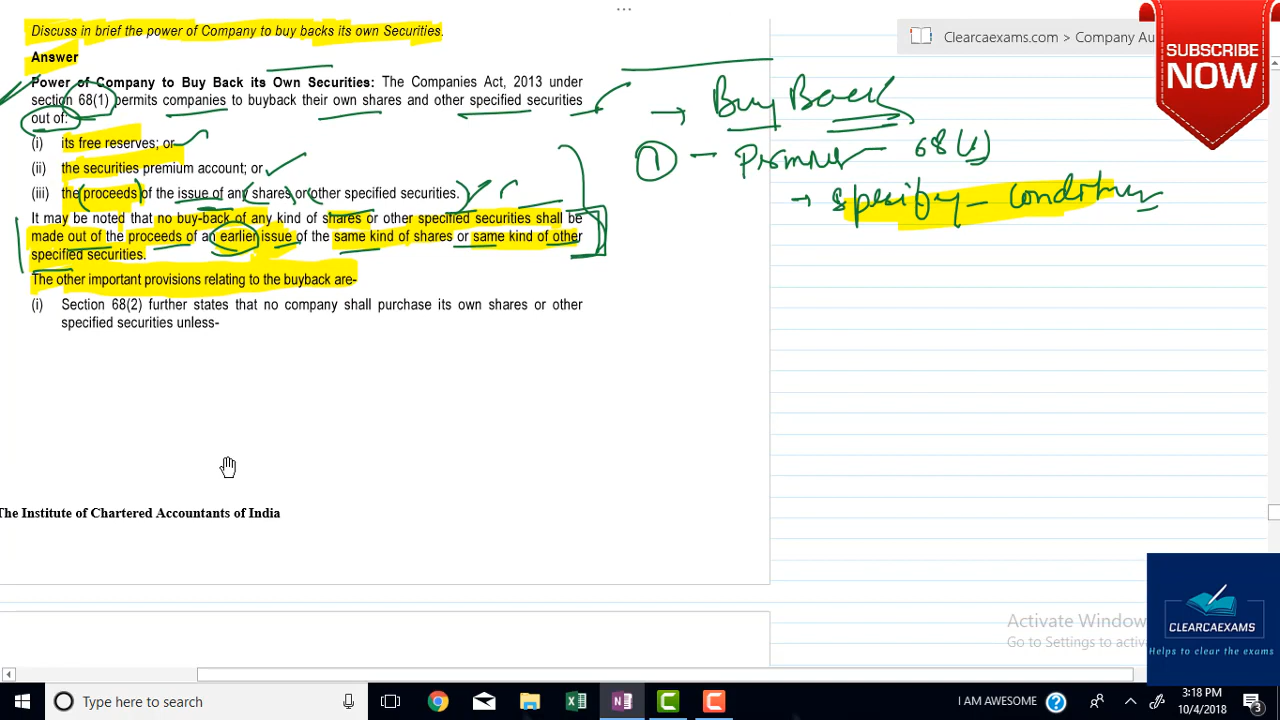 Discuss in brief the power of Company to buy backs its own Securities.
Answer
Power of Company to Buy Back its Own Securities: The Companies Act, 2013 under
section 68(1) permits companies to buyback their own shares and other specified securities
out of:
(i) its free reserves; or
(ii) the securities premium account; or
(iii) the proceeds of the issue of any shares or other specified securities.
It may be noted that no buy-back of any kind of shares or other specified securities shall be
made out of the proceeds of an earlier issue of the same kind of shares or same kind of other
specified securities.
The other important provisions relating to the buyback are-
(i) Section 68(2) further states that no company shall purchase its own shares or other
specified securities unless-
The Institute of Chartered Accountants of India
Clearcaexams.com > Company Au
SUBSCRIBE
NOW
→ Buy Back
① - 68(1)
→ specify - conditions
Activate Window
Go to Settings to activ
CLEARCAEXAMS
Helps to clear the exams
Type here to search
I AM AWESOME
3:18 PM
10/4/2018
3